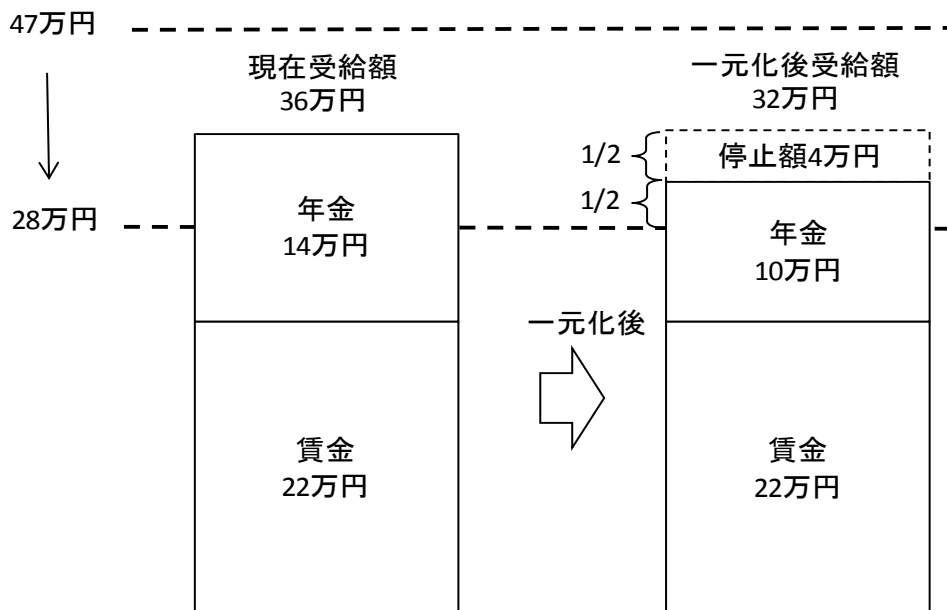 47万円
現在受給額
36万円
一元化後受給額
32万円
1/2
停止額4万円
1/2
28万円
年金
14万円
年金
10万円
一元化後
賃金
22万円
賃金
22万円